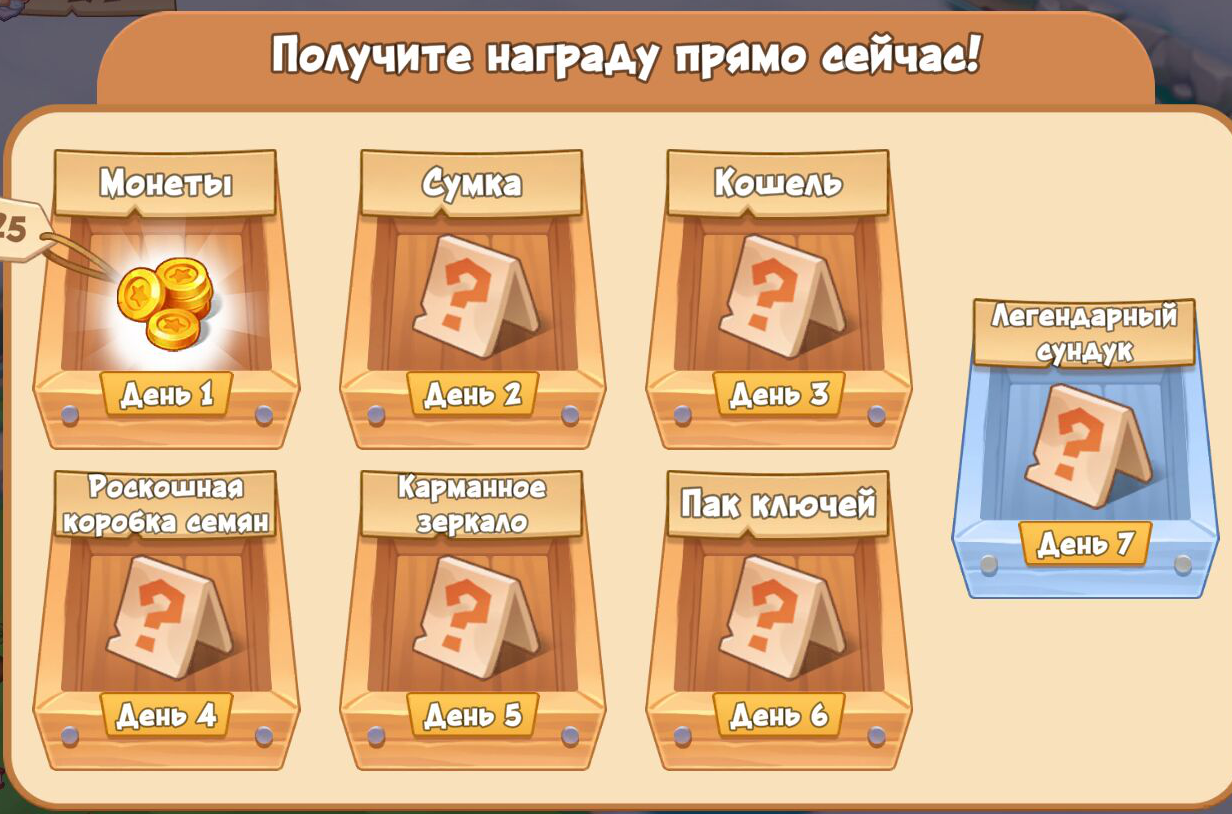 Получите награду прямо сейчас!
Монеты
Сумка
Кошель
25
День 1
День 2
День 3
Легендарный
сундук
День 7
Роскошная
коробка семян
Карманное
зеркало
Пак ключей
День 4
День 5
День 6